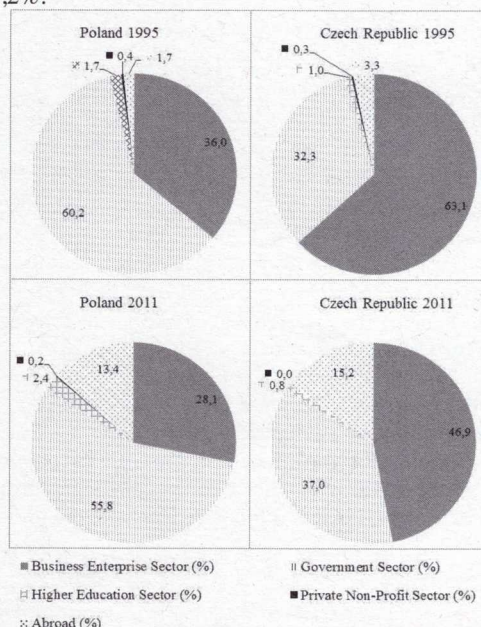 ,2%.
Poland 1995
0,4
1,7
1,7
36,0
60,2
Czech Republic 1995
0,3
1,0
3,3
32,3
63,1
Poland 2011
0,2
2,4
13,4
28,1
55,8
Czech Republic 2011
0,0
0,8
15,2
46,9
37,0
Business Enterprise Sector (%)
Government Sector (%)
Higher Education Sector (%)
Private Non-Profit Sector (%)
Abroad (%)